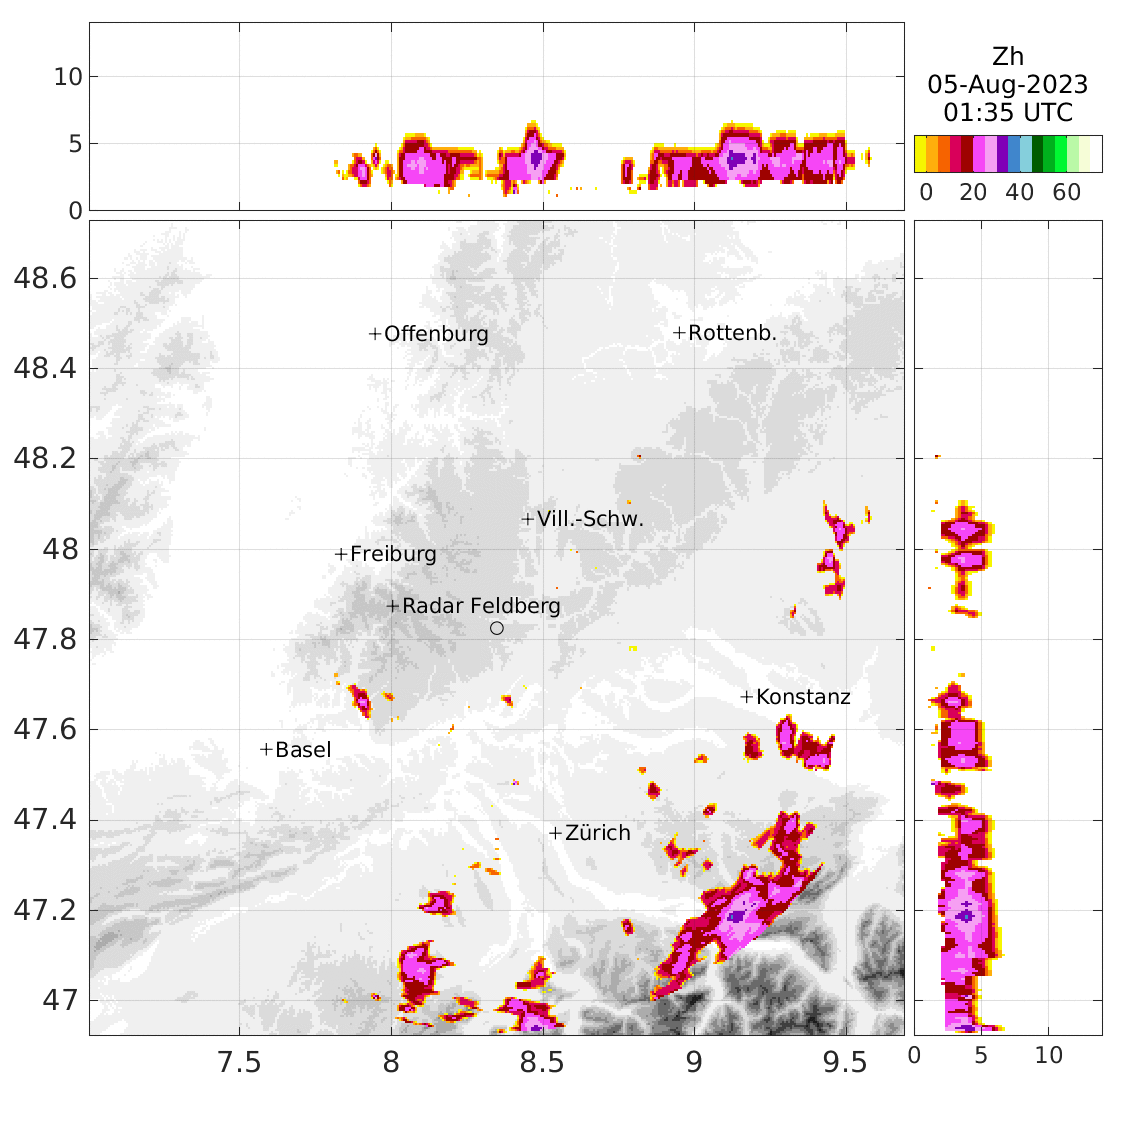 Zh
05-Aug-2023
01:35 UTC
0 20 40 60
10
5
0
48.6
48.4
48.2
48
47.8
47.6
47.4
47.2
47
+Offenburg
+Rottenb.
+Vill.-Schw.
+Freiburg
+Radar Feldberg
+Konstanz
+Basel
+Zürich
7.5 8 8.5 9 9.5
0 5 10